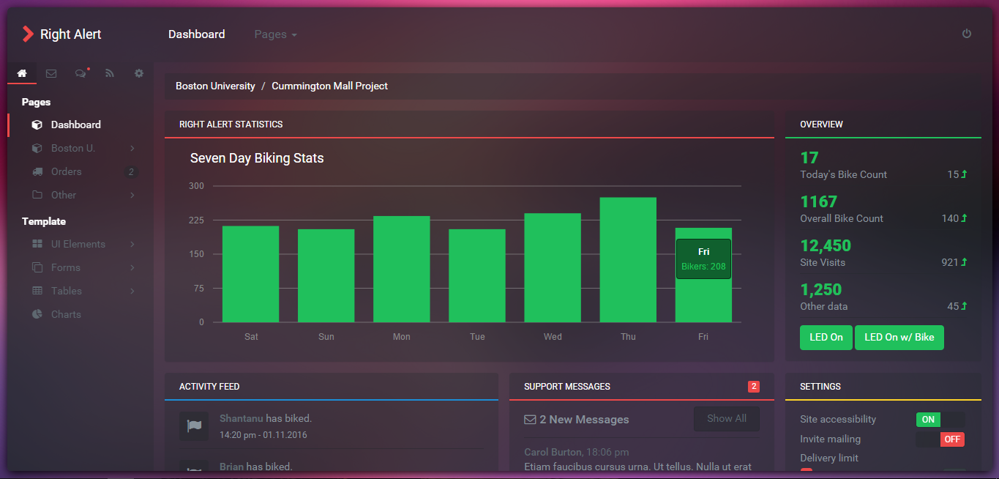 Right Alert
Dashboard
Pages
Pages
Dashboard
Boston U.
Orders 2
Other
Template
UI Elements
Forms
Tables
Charts
Boston University / Cummington Mall Project
RIGHT ALERT STATISTICS
Seven Day Biking Stats
300
225
150
75
0
Fri
Bikers: 208
Sat Sun Mon Tue Wed Thu Fri
OVERVIEW
17
Today's Bike Count 15
1167
Overall Bike Count 140
12,450
Site Visits 921
1,250
Other data 45
LED On LED On w/ Bike
ACTIVITY FEED
Shantanu has biked.
14:20 pm - 01.11.2016
Brian has biked.
SUPPORT MESSAGES 2
2 New Messages Show All
Carol Burton, 18:06 pm
Etiam faucibus cursus urna. Ut tellus. Nulla ut erat
SETTINGS
Site accessibility ON
Invite mailing OFF
Delivery limit